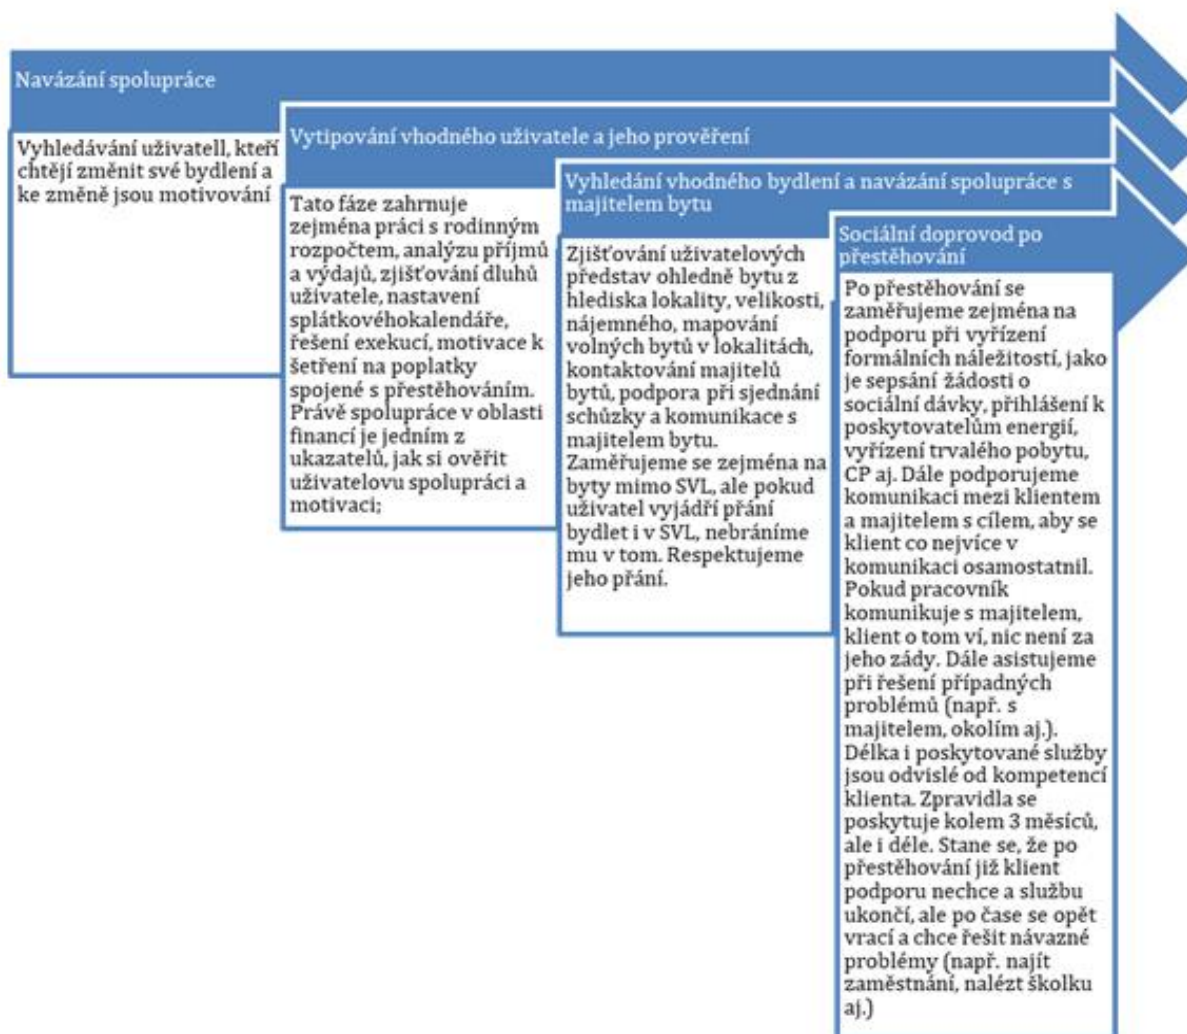 Navázání spolupráce
Vyhledávání uživatell, kteří
chtějí změnit své bydlení a
ke změně jsou motivování
Vytipování vhodného uživatele a jeho prověření
Tato fáze zahrnuje
zejména práci s rodinným
rozpočtem, analýzu příjmů
a výdajů, zjišťování dluhů
uživatele, nastavení
splátkovéhokalendáře,
řešení exekucí, motivace k
šetření na poplatky
spojené s přestěhováním.
Právě spolupráce v oblasti
financí je jedním z
ukazatelů, jak si ověřit
uživatelovu spolupráci a
motivaci;
Vyhledání vhodného bydlení a navázání spolupráce s
majitelem bytu
Zjišťování uživatelových
představ ohledně bytu z
hlediska lokality, velikosti,
nájemného, mapování
volných bytů v lokalitách,
kontaktování majitelů
bytů, podpora při sjednání
schůzky a komunikace s
majitelem bytu.
Zaměřujeme se zejména na
byty mimo SVL, ale pokud
uživatel vyjádří přání
bydlet i v SVL, nebráníme
mu v tom. Respektujeme
jeho přání.
Sociální doprovod po
přestěhování
Po přestěhování se
zaměřujeme zejména na
podporu při vyřízení
formálních náležitostí, jako
je sepsání žádosti o
sociální dávky, přihlášení k
poskytovatelům energií,
vyřízení trvalého pobytu,
CP aj. Dále podporujeme
komunikaci mezi klientem
a majitelem s cílem, aby se
klient co nejvíce v
komunikaci osamostatnil.
Pokud pracovník
komunikuje s majitelem,
klient o tom ví, nic není za
jeho zády. Dále asistujeme
při řešení případných
problémů (např. s
majitelem, okolím aj.).
Délka i poskytované služby
jsou odvislé od kompetencí
klienta. Zpravidla se
poskytuje kolem 3 měsíců,
ale i déle. Stane se, že po
přestěhování již klient
podporu nechce a službu
ukončí, ale po čase se opět
vrací a chce řešit návazné
problémy (např. najít
zaměstnání, nalézt školku
aj.)